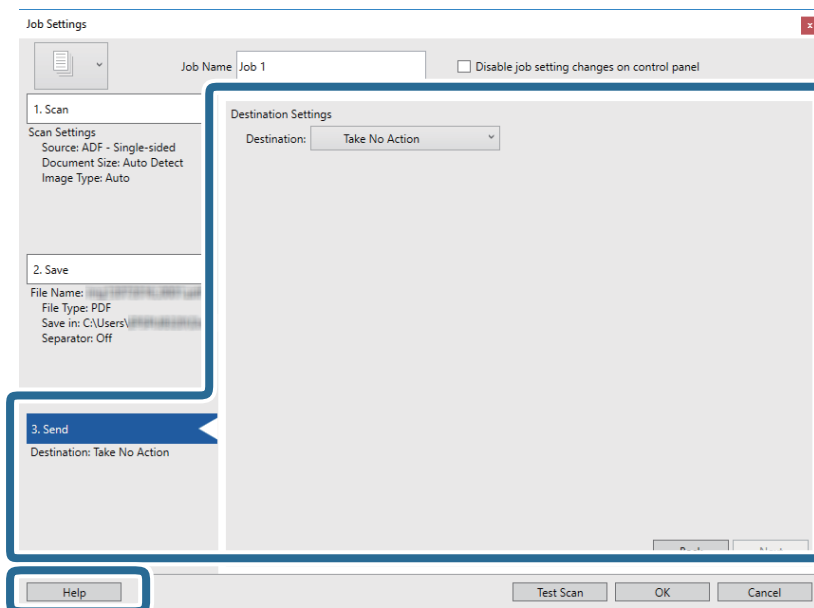 Job Settings
x
Job Name Job 1
Disable job setting changes on control panel
1. Scan
Scan Settings
Source: ADF - Single-sided
Document Size: Auto Detect
Image Type: Auto
2. Save
File Name:
File Type: PDF
Save in: C:\Users\
Separator: Off
3. Send
Destination: Take No Action
Destination Settings
Destination: Take No Action
Help
Test Scan
OK
Cancel